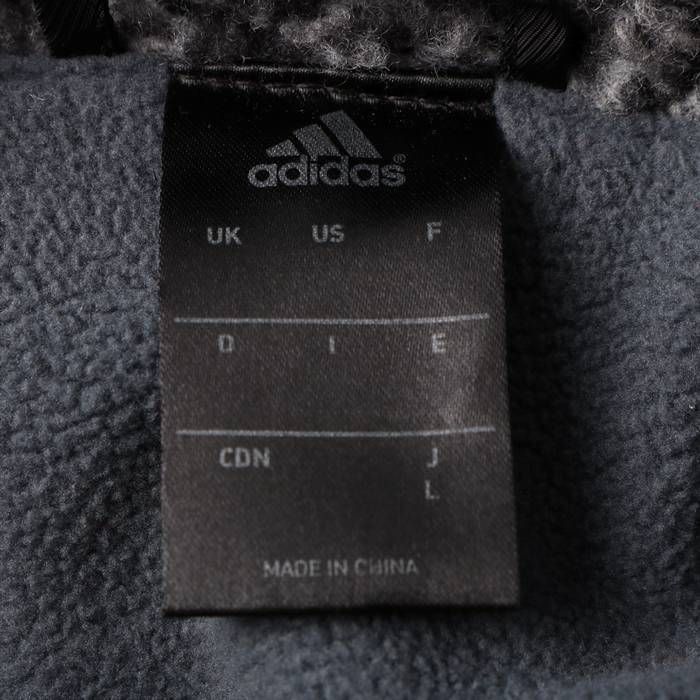 adidas®
UK US F
D I E
CDN J
L
MADE IN CHINA